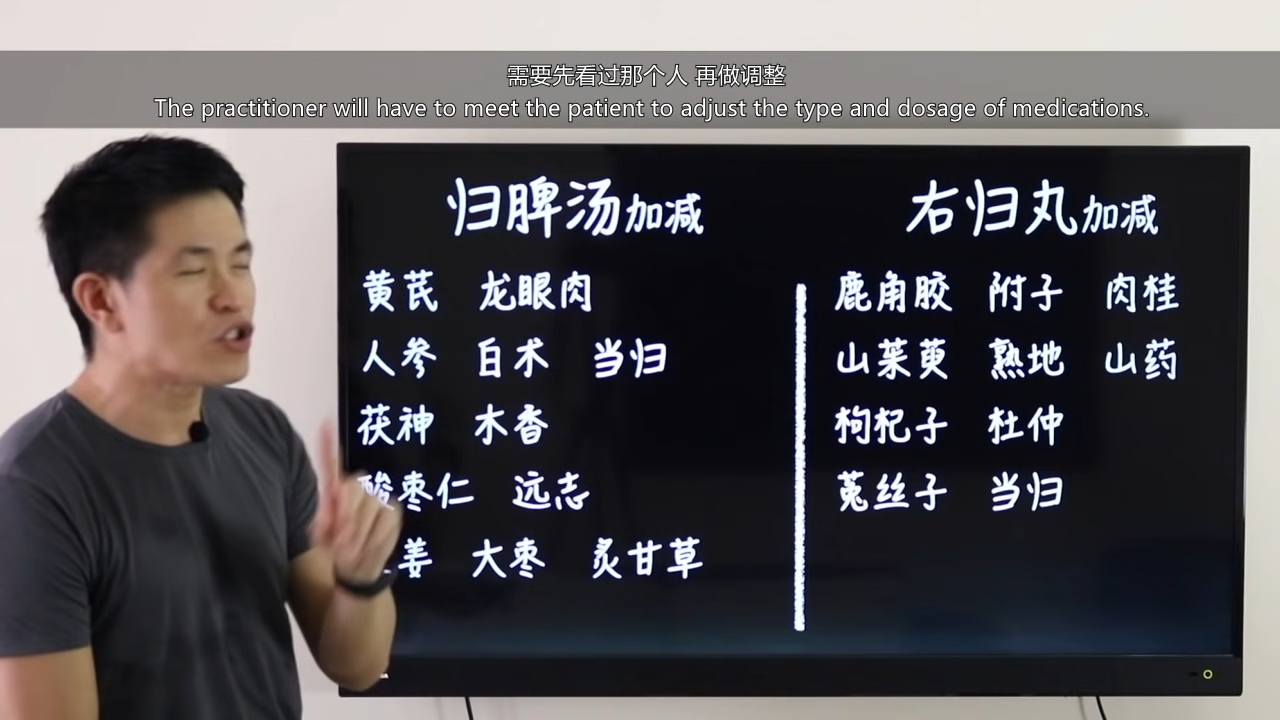 需要先看过那个人 再做调整
The practitioner will have to meet the patient to adjust the type and dosage of medications.
归脾汤加减
黄芪 龙眼肉
人参 白术 当归
茯神 木香
酸枣仁 远志
姜 大枣 炙甘草
右归丸加减
鹿角胶 附子 肉桂
山茱萸 熟地 山药
枸杞子 杜仲
菟丝子 当归